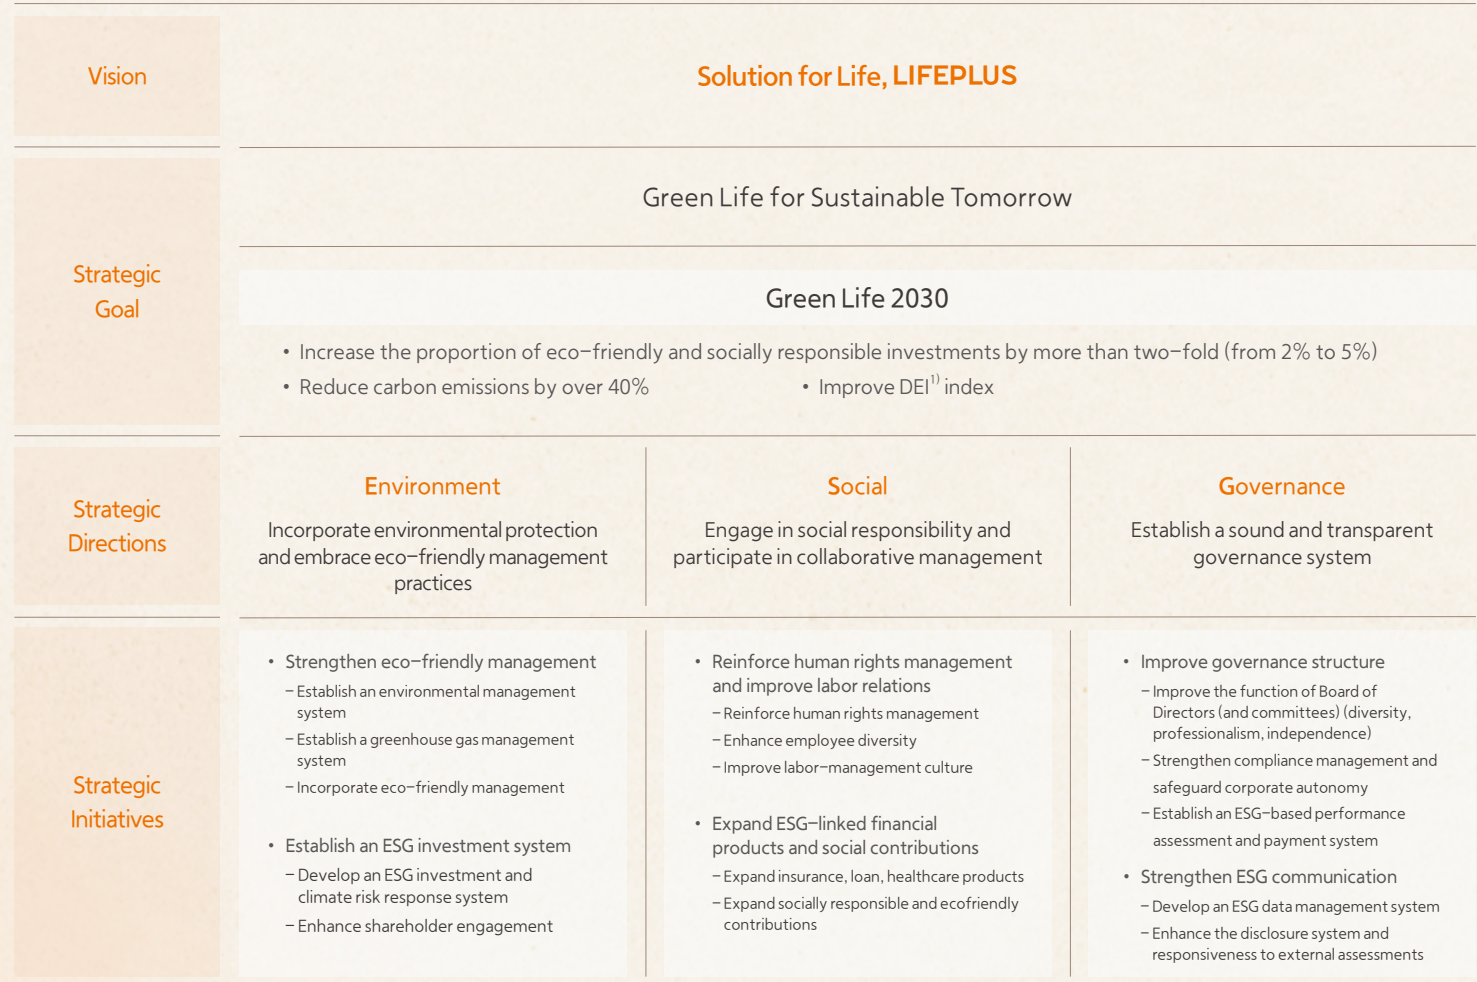 Vision
Solution for Life, LIFEPLUS
Strategic
Goal
Green Life for Sustainable Tomorrow
Green Life 2030
• Increase the proportion of eco-friendly and socially responsible investments by more than two-fold (from 2% to 5%)
• Reduce carbon emissions by over 40%
• Improve DEI1) index
Strategic
Directions
Environment
Incorporate environmental protection
and embrace eco-friendly management
practices
Social
Engage in social responsibility and
participate in collaborative management
Governance
Establish a sound and transparent
governance system
Strategic
Initiatives
• Strengthen eco-friendly management
– Establish an environmental management
system
– Establish a greenhouse gas management
system
– Incorporate eco-friendly management
• Establish an ESG investment system
– Develop an ESG investment and
climate risk response system
– Enhance shareholder engagement
• Reinforce human rights management
and improve labor relations
– Reinforce human rights management
– Enhance employee diversity
– Improve labor-management culture
• Expand ESG-linked financial
products and social contributions
– Expand insurance, loan, healthcare products
– Expand socially responsible and ecofriendly
contributions
• Improve governance structure
– Improve the function of Board of
Directors (and committees) (diversity,
professionalism, independence)
– Strengthen compliance management and
safeguard corporate autonomy
– Establish an ESG-based performance
assessment and payment system
• Strengthen ESG communication
– Develop an ESG data management system
– Enhance the disclosure system and
responsiveness to external assessments